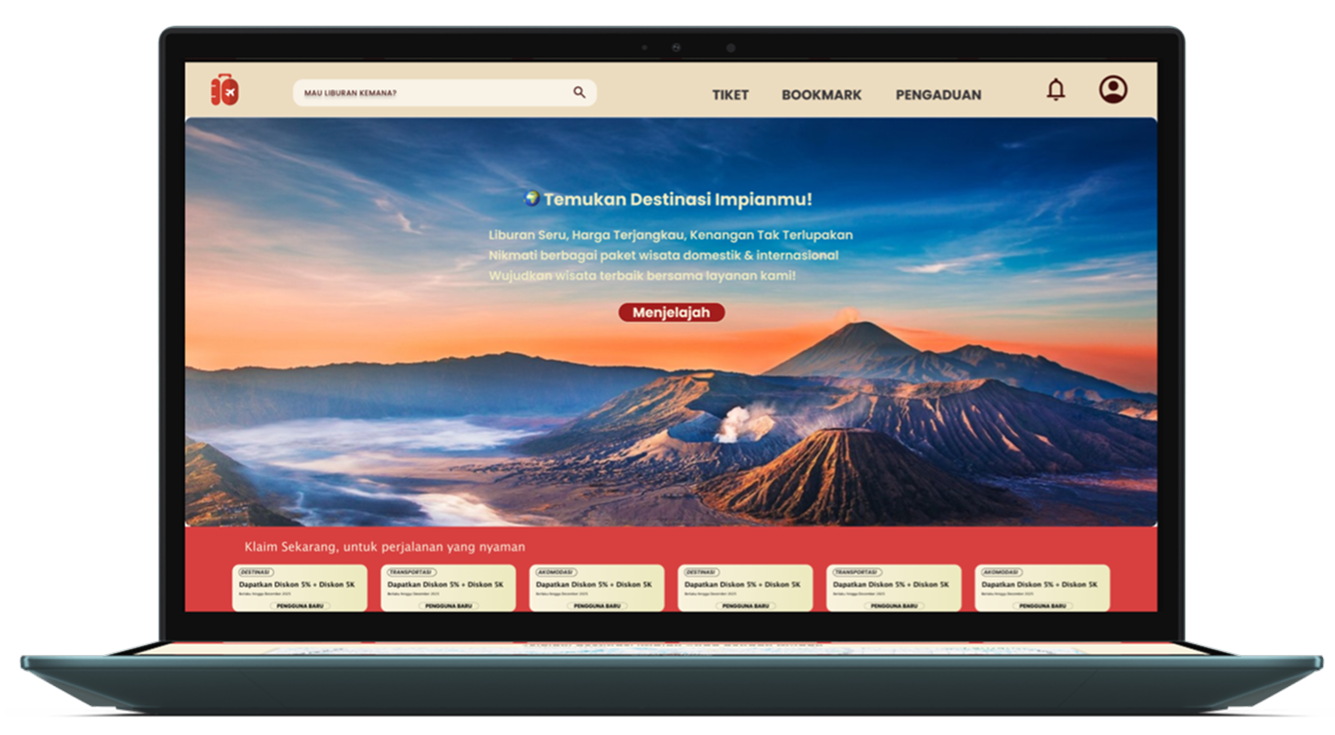 MAU LIBURAN KEMANA?
TIKET
BOOKMARK
PENGADUAN
Temukan Destinasi Impianmu!
Liburan Seru, Harga Terjangkau, Kenangan Tak Terlupakan
Nikmati berbagai paket wisata domestik & internasional
Wujudkan wisata terbaik bersama layanan kami!
Menjelajah
Klaim Sekarang, untuk perjalanan yang nyaman
DESTINASI
Dapatkan Diskon 5% + Diskon 5K
Berlaku hingga Desember 2025
PENGGUNA BARU
TRANSPORTASI
Dapatkan Diskon 5% + Diskon 5K
Berlaku hingga Desember 2025
PENGGUNA BARU
AKOMODASI
Dapatkan Diskon 5% + Diskon 5K
Berlaku hingga Desember 2025
PENGGUNA BARU
DESTINASI
Dapatkan Diskon 5% + Diskon 5K
Berlaku hingga Desember 2025
PENGGUNA BARU
TRANSPORTASI
Dapatkan Diskon 5% + Diskon 5K
Berlaku hingga Desember 2025
PENGGUNA BARU
AKOMODASI
Dapatkan Diskon 5% + Diskon 5K
Berlaku hingga Desember 2025
PENGGUNA BARU